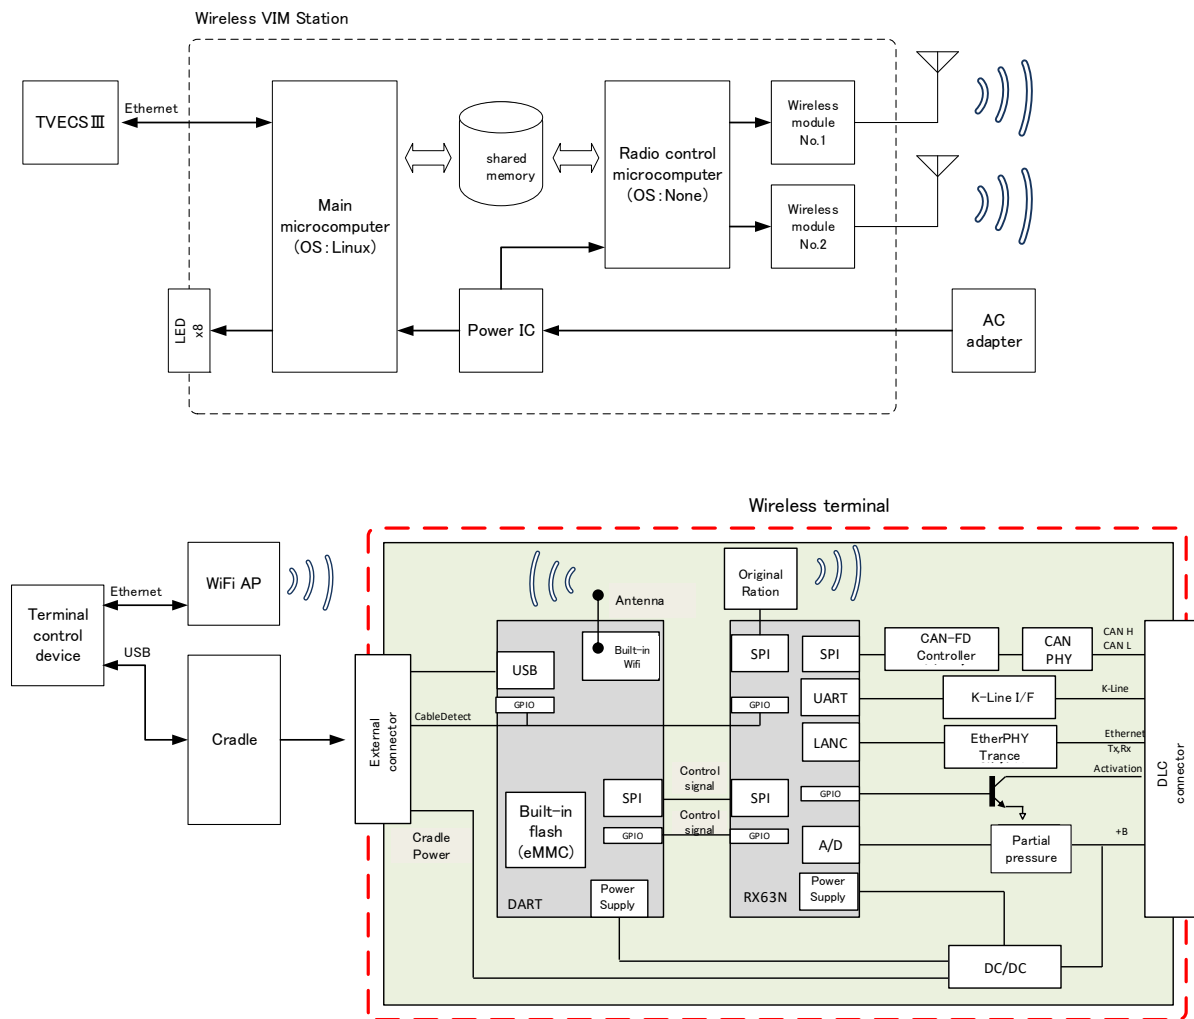 Wireless VIM Station
TVECSⅢ
Ethernet
Main
microcomputer
(OS：Linux)
shared
memory
Radio control
microcomputer
(OS：None)
Wireless
module
No.1
Wireless
module
No.2
LED
x8
Power IC
AC
adapter
Wireless terminal
WiFi AP
Ethernet
Terminal
control
device
USB
Cradle
External
connector
CableDetect
Cradle
Power
Antenna
Built-in
Wifi
USB
GPIO
SPI
GPIO
Built-in
flash
(eMMC)
Power
Supply
DART
Control
signal
Control
signal
Original
Ration
SPI
GPIO
SPI
GPIO
RX63N
SPI
UART
LANC
GPIO
A/D
Power
Supply
CAN-FD
Controller
CAN
PHY
CAN H
CAN L
K-Line I/F
K-Line
EtherPHY
Trance
Ethernet
Tx,Rx
Activation
Partial
pressure
+B
DC/DC
DLC
connector